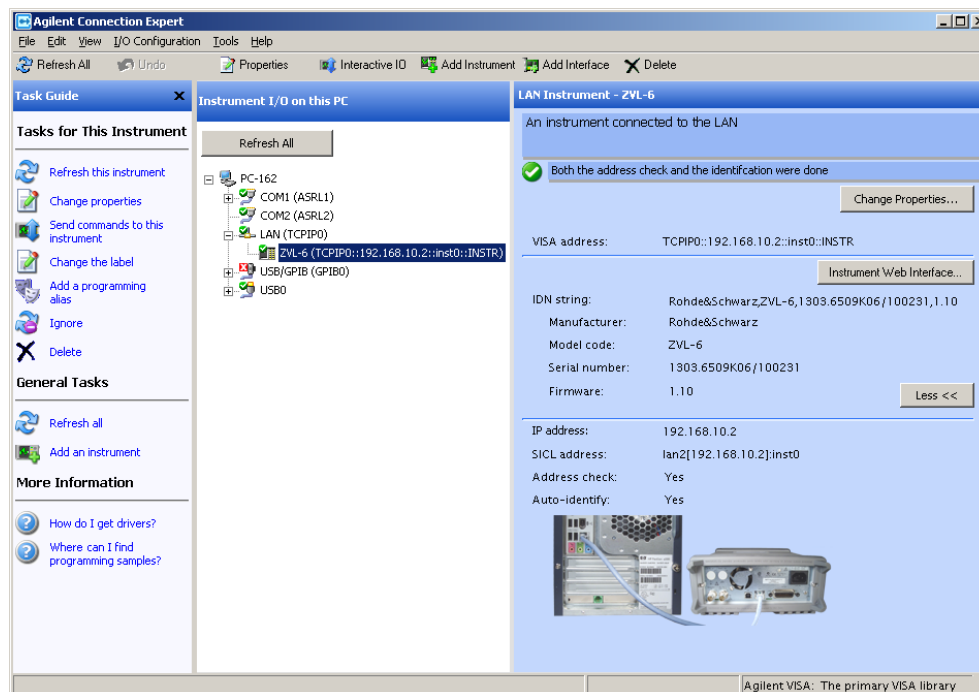 Agilent Connection Expert
File Edit View I/O Configuration Tools Help
Refresh All Undo Properties Interactive IO Add Instrument Add Interface Delete
Task Guide
Tasks for This Instrument
Refresh this instrument
Change properties
Send commands to this
instrument
Change the label
Add a programming
alias
Ignore
Delete
General Tasks
Refresh all
Add an instrument
More Information
How do I get drivers?
Where can I find
programming samples?
Instrument I/O on this PC
Refresh All
PC-162
COM1 (ASRL1)
COM2 (ASRL2)
LAN (TCPIP0)
ZVL-6 (TCPIP0::192.168.10.2::inst0::INSTR)
USB/GPIB (GPIB0)
USB0
LAN Instrument - ZVL-6
An instrument connected to the LAN
Both the address check and the identifcation were done
Change Properties...
VISA address: TCPIP0::192.168.10.2::inst0::INSTR
Instrument Web Interface...
IDN string: Rohde&Schwarz,ZVL-6,1303.6509K06/100231,1.10
Manufacturer: Rohde&Schwarz
Model code: ZVL-6
Serial number: 1303.6509K06/100231
Firmware: 1.10
Less <<
IP address: 192.168.10.2
SICL address: lan2[192.168.10.2]:inst0
Address check: Yes
Auto-identify: Yes
Agilent VISA: The primary VISA library